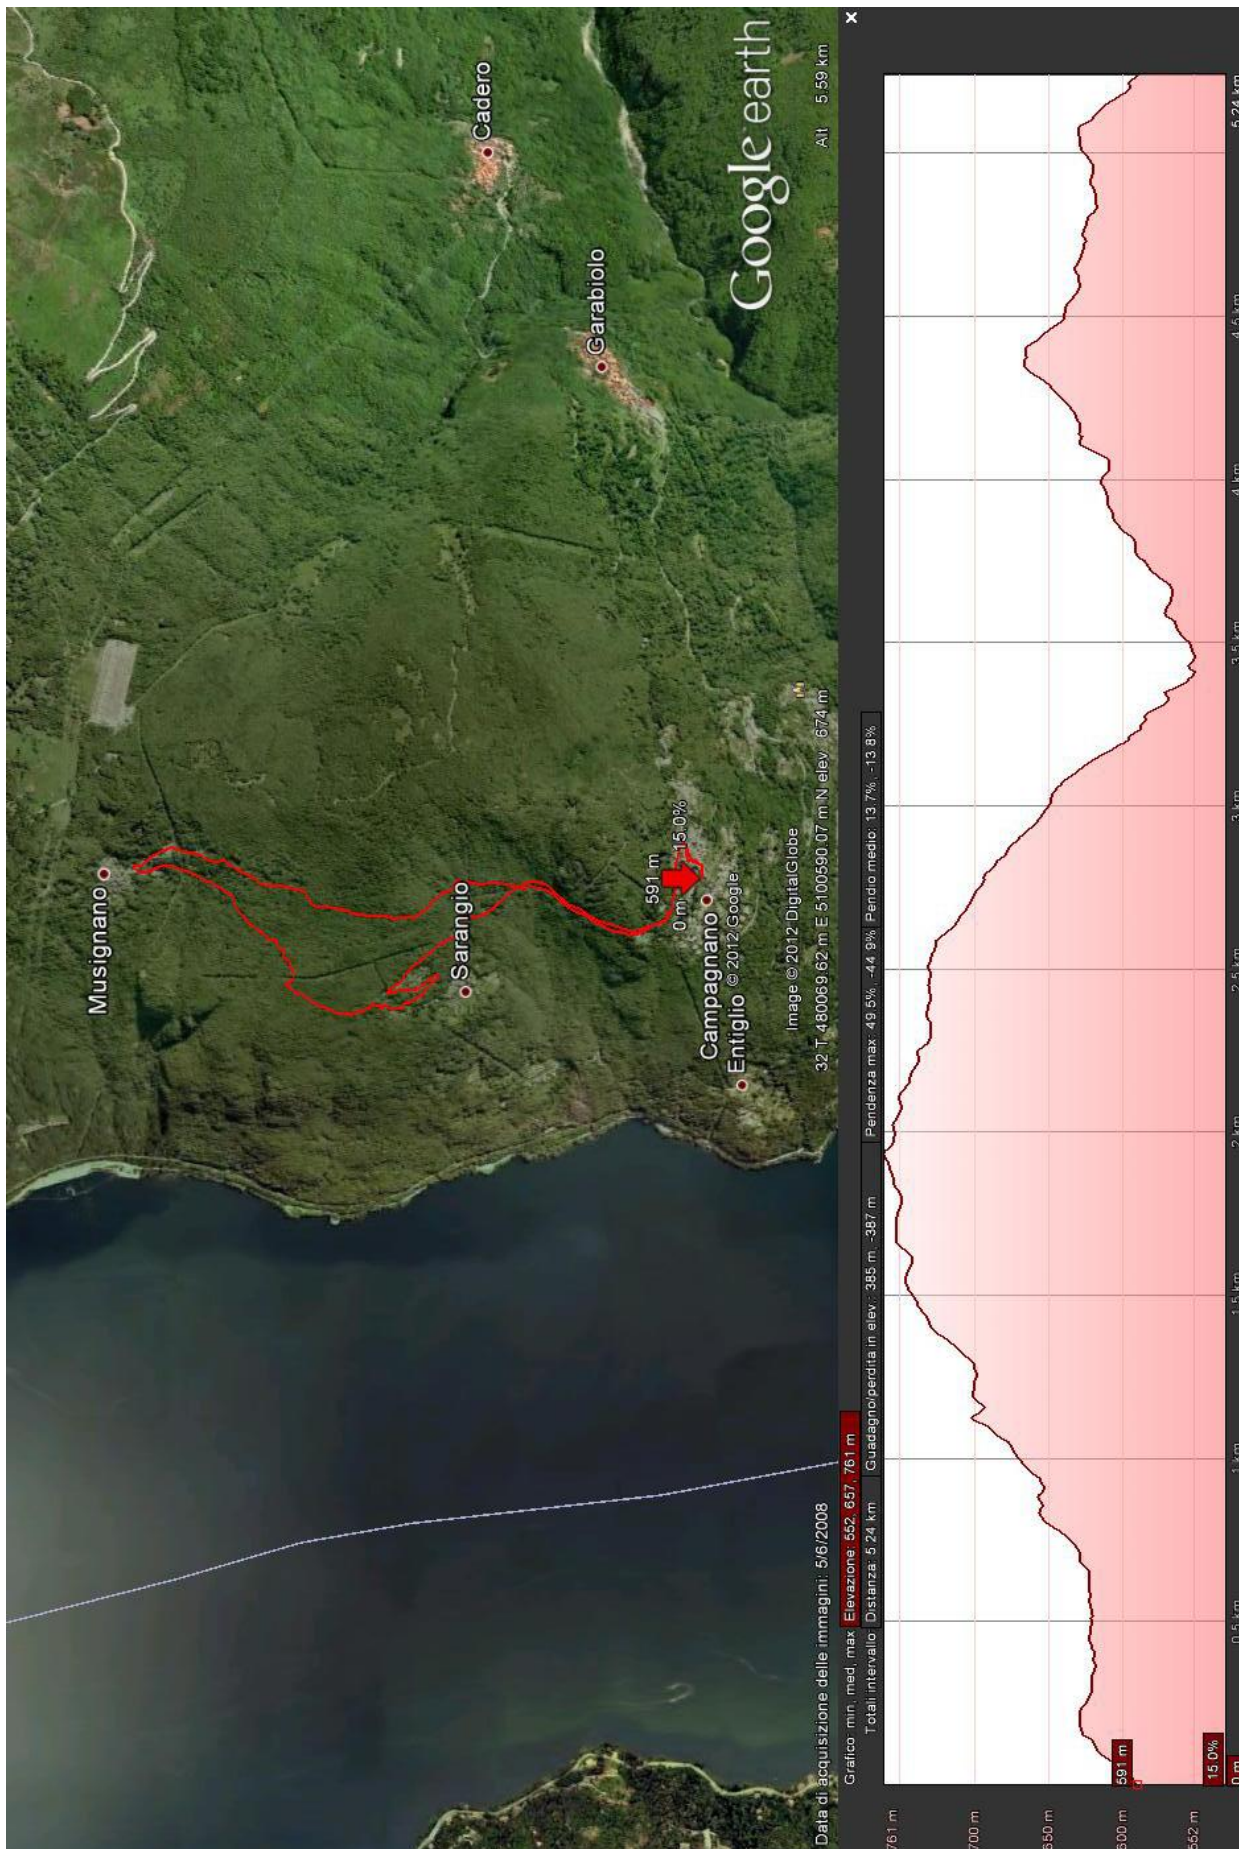 Musignano
Cadero
Sarangio
Garabiolo
591 m
0 m
15.0%
Campagnano
Entiglio
© 2012 Google
Image © 2012 DigitalGlobe
Google earth
Data di acquisizione delle immagini: 5/6/2008
32 T 480069.62 m E 5100590.07 m N elev 674 m
Alt 5.59 km
Grafico: min, med, max Elevazione: 552, 657, 761 m
Totali intervallo: Distanza: 5.24 km Guadagno/perdita in elev.: 385 m, -387 m Pendenza max: 49.5%, -44.9% Pendio medio: 13.7%, -13.8%
761 m
700 m
650 m
600 m
552 m
591 m
15.0%
0 m
0.5 km
1 km
1.5 km
2 km
2.5 km
3 km
3.5 km
4 km
4.5 km
5.24 km